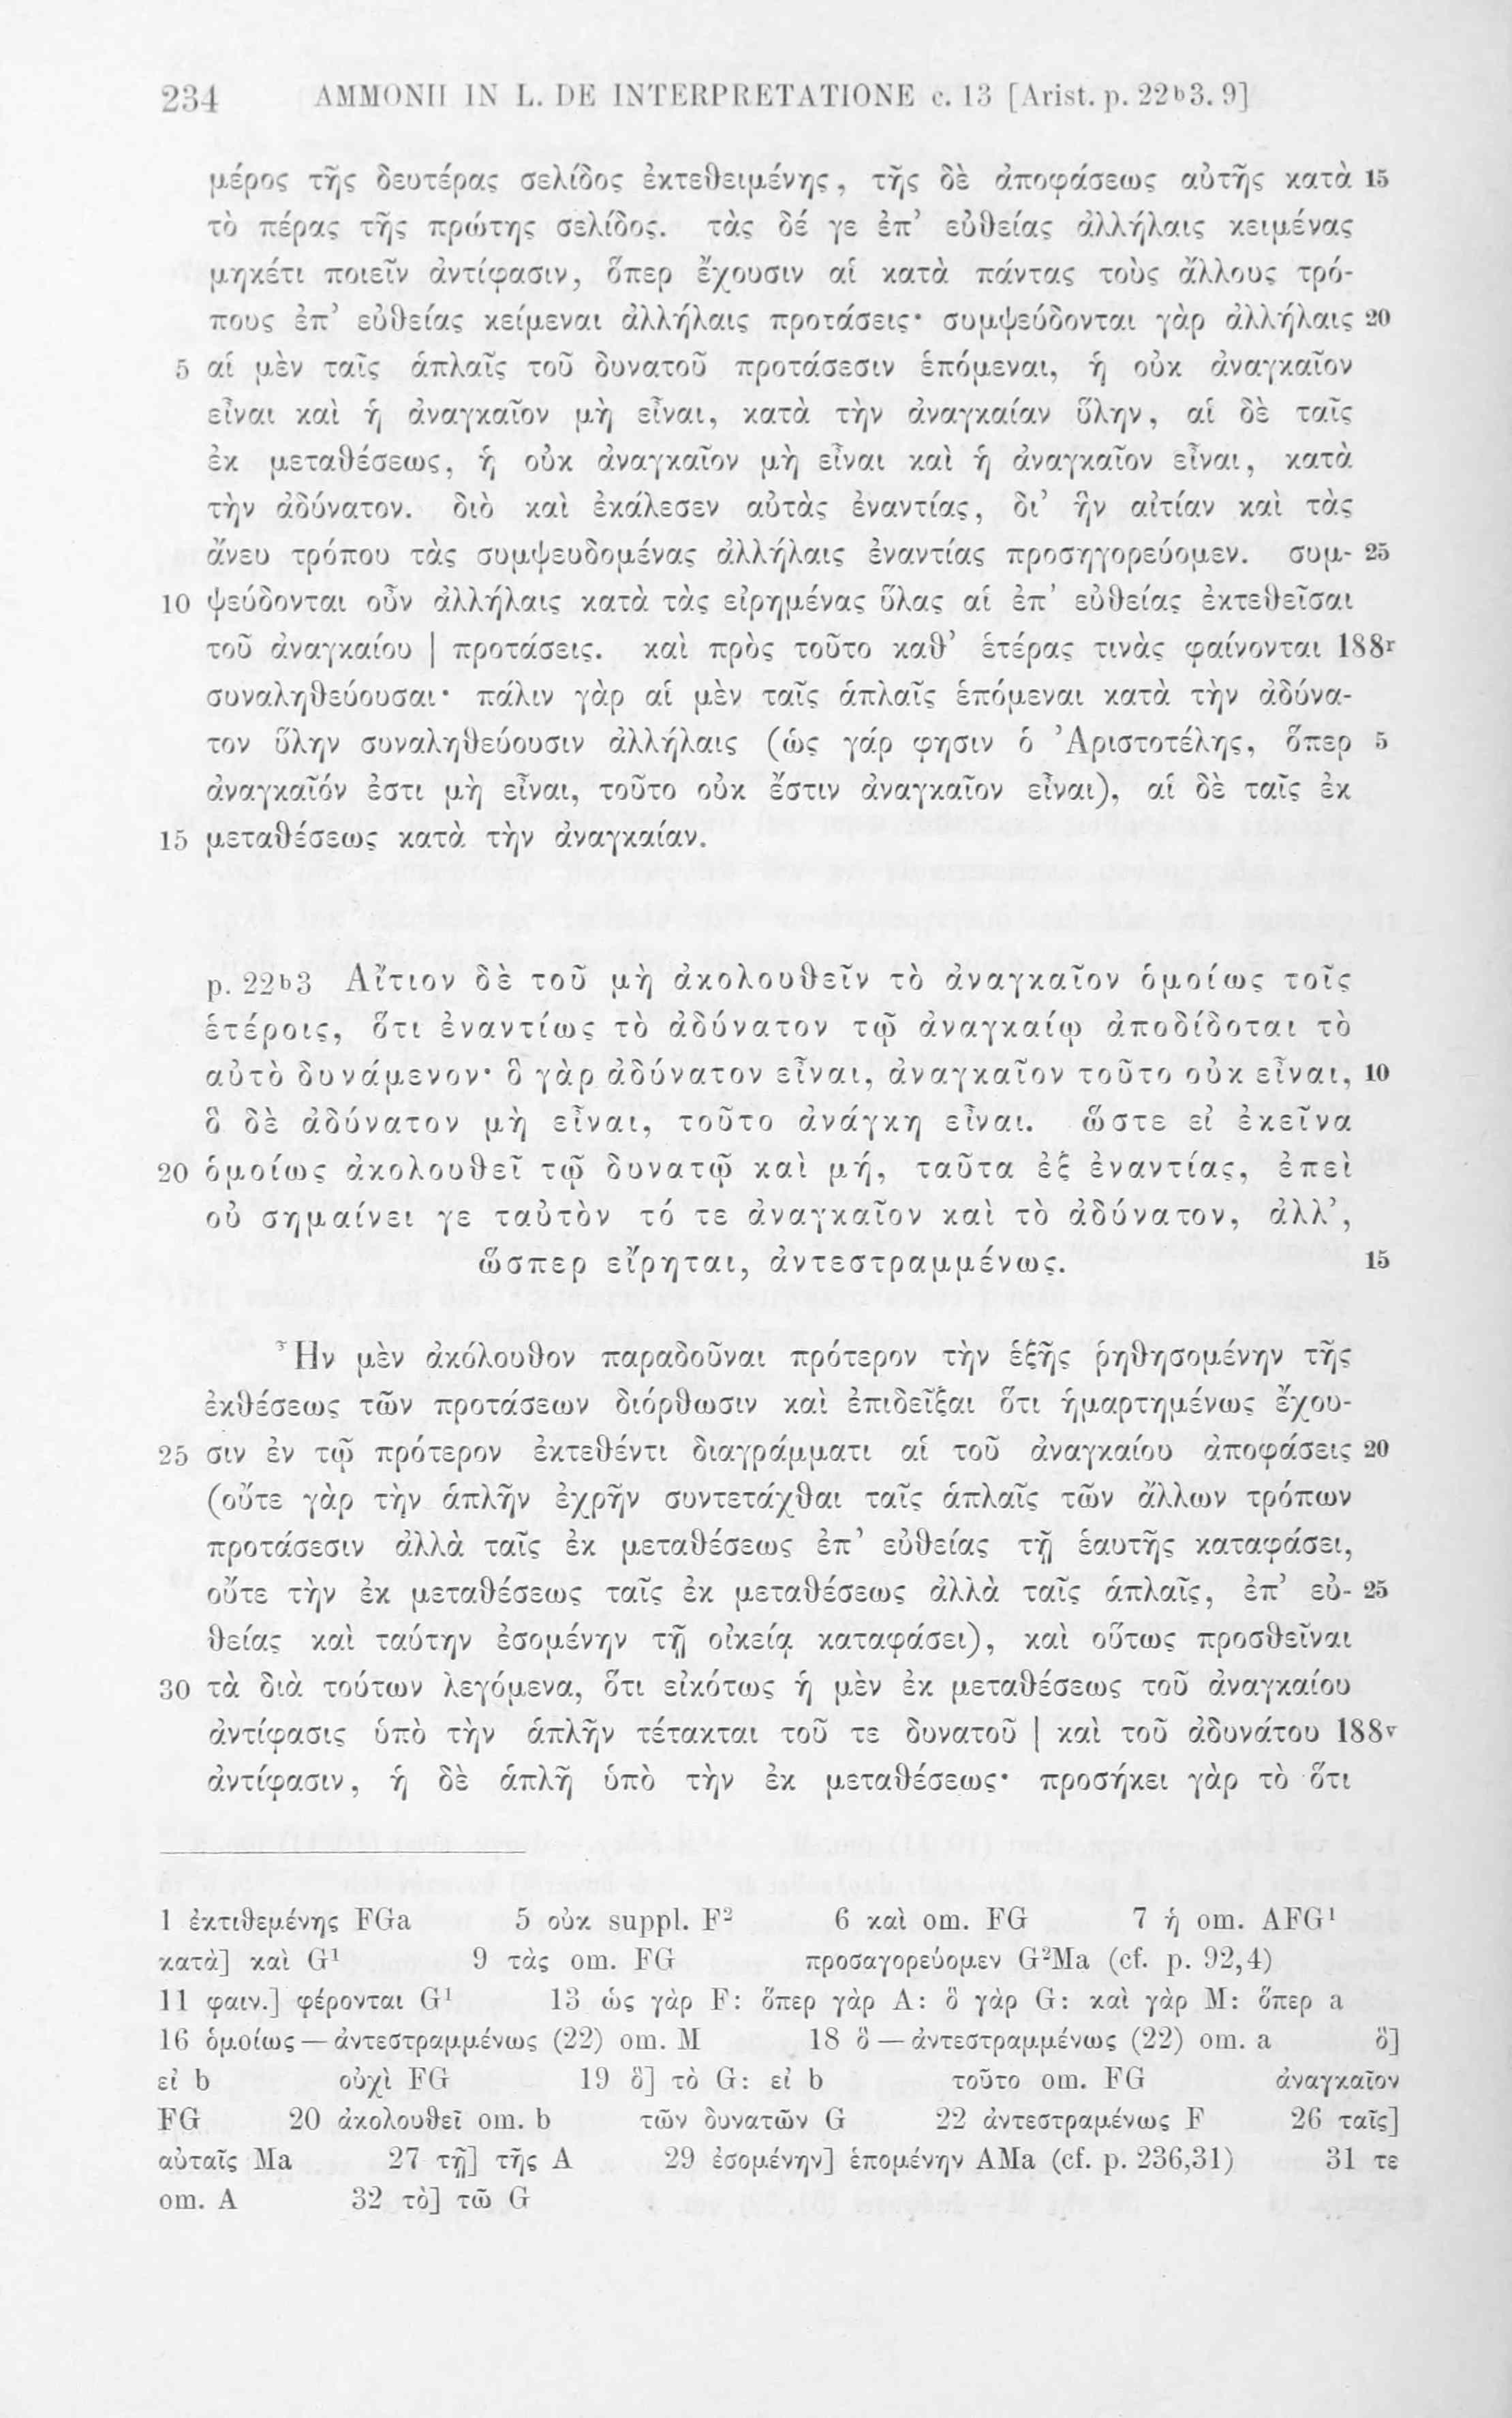 234 AMMONII IN L. DE INTERPRETATIONE c. 13 [Arist. p. 22ᵇ3. 9]
μέρος τῆς δευτέρας σελίδος ἐκτεθειμένης, τῆς δὲ ἀποφάσεως αὐτῆς κατὰ 15
τὸ πέρας τῆς πρώτης σελίδος. τὰς δέ γε ἐπ’ εὐθείας ἀλλήλαις κειμένας
μηκέτι ποιεῖν ἀντίφασιν, ὅπερ ἔχουσιν αἱ κατὰ πάντας τοὺς ἄλλους τρό-
πους ἐπ’ εὐθείας κείμεναι ἀλλήλαις προτάσεις· συμψεύδονται γὰρ ἀλλήλαις 20
5 αἱ μὲν ταῖς ἁπλαῖς τοῦ δυνατοῦ προτάσεσιν ἑπόμεναι, ἡ οὐκ ἀναγκαῖον
εἶναι καὶ ἡ ἀναγκαῖον μὴ εἶναι, κατὰ τὴν ἀναγκαίαν ὕλην, αἱ δὲ ταῖς
ἐκ μεταθέσεως, ἡ οὐκ ἀναγκαῖον μὴ εἶναι καὶ ἡ ἀναγκαῖον εἶναι, κατὰ
τὴν ἀδύνατον. διὸ καὶ ἐκάλεσεν αὐτὰς ἐναντίας, δι’ ἣν αἰτίαν καὶ τὰς
ἄνευ τρόπου τὰς συμψευδομένας ἀλλήλαις ἐναντίας προσηγορεύομεν. συμ- 25
10 ψεύδονται οὖν ἀλλήλαις κατὰ τὰς εἰρημένας ὕλας αἱ ἐπ’ εὐθείας ἐκτεθεῖσαι
τοῦ ἀναγκαίου | προτάσεις. καὶ πρὸς τοῦτο καθ’ ἑτέρας τινὰς φαίνονται 188ʳ
συναληθεύουσαι· πάλιν γὰρ αἱ μὲν ταῖς ἁπλαῖς ἑπόμεναι κατὰ τὴν ἀδύνα-
τον ὕλην συναληθεύουσιν ἀλλήλαις (ὡς γάρ φησιν ὁ Ἀριστοτέλης, ὅπερ 5
ἀναγκαῖόν ἐστι μὴ εἶναι, τοῦτο οὐκ ἔστιν ἀναγκαῖον εἶναι), αἱ δὲ ταῖς ἐκ
15 μεταθέσεως κατὰ τὴν ἀναγκαίαν.
p. 22ᵇ3 Αἴτιον δὲ τοῦ μὴ ἀκολουθεῖν τὸ ἀναγκαῖον ὁμοίως τοῖς
ἑτέροις, ὅτι ἐναντίως τὸ ἀδύνατον τῷ ἀναγκαίῳ ἀποδίδοται τὸ
αὐτὸ δυνάμενον· ὃ γὰρ ἀδύνατον εἶναι, ἀναγκαῖον τοῦτο οὐκ εἶναι, 10
ὃ δὲ ἀδύνατον μὴ εἶναι, τοῦτο ἀνάγκη εἶναι. ὥστε εἰ ἐκεῖνα
20 ὁμοίως ἀκολουθεῖ τῷ δυνατῷ καὶ μή, ταῦτα ἐξ ἐναντίας, ἐπεὶ
οὐ σημαίνει γε ταὐτὸν τό τε ἀναγκαῖον καὶ τὸ ἀδύνατον, ἀλλ’,
ὥσπερ εἴρηται, ἀντεστραμμένως. 15
Ἦν μὲν ἀκόλουθον παραδοῦναι πρότερον τὴν ἑξῆς ῥηθησομένην τῆς
ἐκθέσεως τῶν προτάσεων διόρθωσιν καὶ ἐπιδεῖξαι ὅτι ἡμαρτημένως ἔχου-
25 σιν ἐν τῷ πρότερον ἐκτεθέντι διαγράμματι αἱ τοῦ ἀναγκαίου ἀποφάσεις 20
(οὔτε γὰρ τὴν ἁπλῆν ἐχρῆν συντετάχθαι ταῖς ἁπλαῖς τῶν ἄλλων τρόπων
προτάσεσιν ἀλλὰ ταῖς ἐκ μεταθέσεως ἐπ’ εὐθείας τῇ ἑαυτῆς καταφάσει,
οὔτε τὴν ἐκ μεταθέσεως ταῖς ἐκ μεταθέσεως ἀλλὰ ταῖς ἁπλαῖς, ἐπ’ εὐ- 25
θείας καὶ ταύτην ἐσομένην τῇ οἰκείᾳ καταφάσει), καὶ οὕτως προσθεῖναι
30 τὰ διὰ τούτων λεγόμενα, ὅτι εἰκότως ἡ μὲν ἐκ μεταθέσεως τοῦ ἀναγκαίου
ἀντίφασις ὑπὸ τὴν ἁπλῆν τέτακται τοῦ τε δυνατοῦ | καὶ τοῦ ἀδυνάτου 188ᵛ
ἀντίφασιν, ἡ δὲ ἁπλῆ ὑπὸ τὴν ἐκ μεταθέσεως· προσήκει γὰρ τὸ ὅτι
1 ἐκτιθεμένης FGa 5 οὐκ suppl. F² 6 καὶ om. FG 7 ἡ om. AFG¹
κατὰ] καὶ G¹ 9 τὰς om. FG προσαγορεύομεν G²Ma (cf. p. 92,4)
11 φαιν.] φέρονται G¹ 13 ὡς γὰρ F: ὅπερ γὰρ A: ὃ γὰρ G: καὶ γὰρ M: ὅπερ a
16 ὁμοίως — ἀντεστραμμένως (22) om. M 18 ὃ — ἀντεστραμμένως (22) om. a ὃ]
εἰ b οὐχὶ FG 19 ὃ] τὸ G: εἰ b τοῦτο om. FG ἀναγκαῖον
FG 20 ἀκολουθεῖ om. b τῶν δυνατῶν G 22 ἀντεστραμένως F 26 ταῖς]
αὐταῖς Ma 27 τῇ] τῆς A 29 ἐσομένην] ἑπομένην AMa (cf. p. 236,31) 31 τε
om. A 32 τὸ] τῶ G